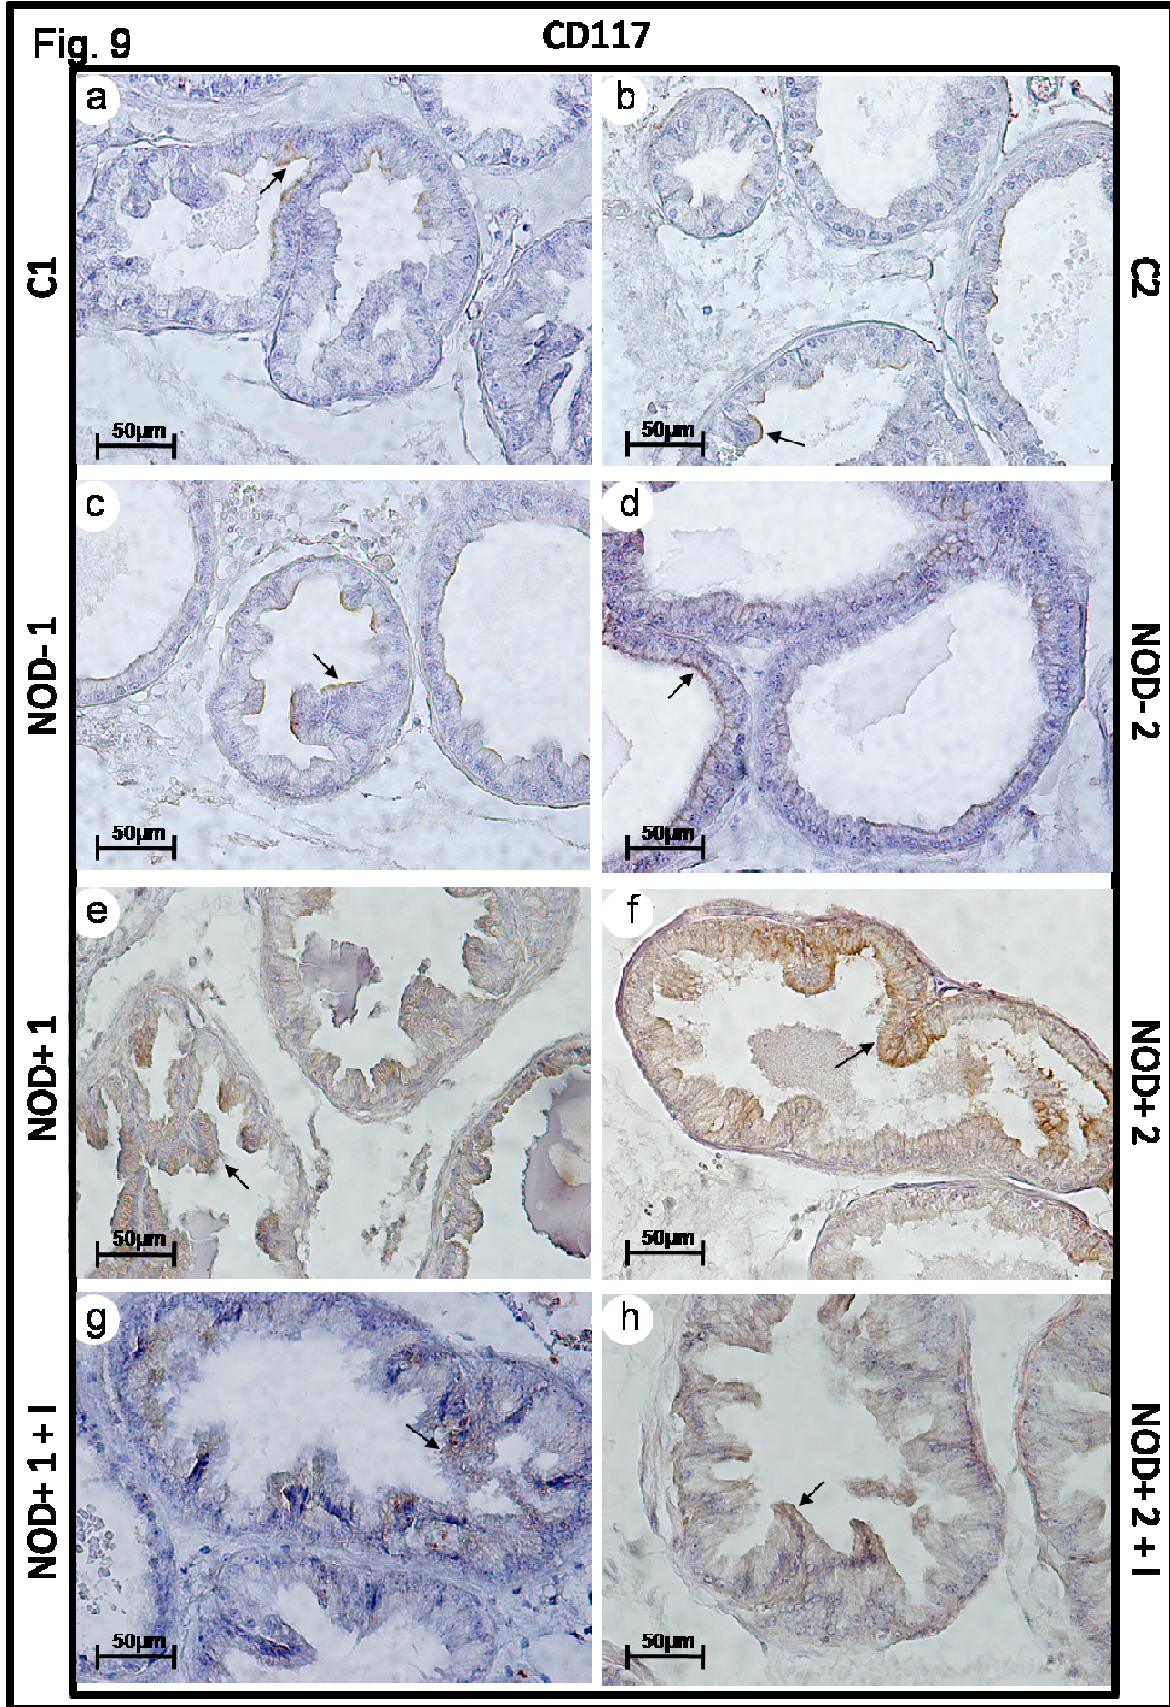 CD117
Fig. 9
a
b
C1
C2
50µm
50µm
c
d
NOD- 1
NOD- 2
50µm
50µm
e
f
NOD+ 1
NOD+ 2
50µm
50µm
g
h
NOD+ 1 + I
NOD+ 2 + I
50µm
50µm